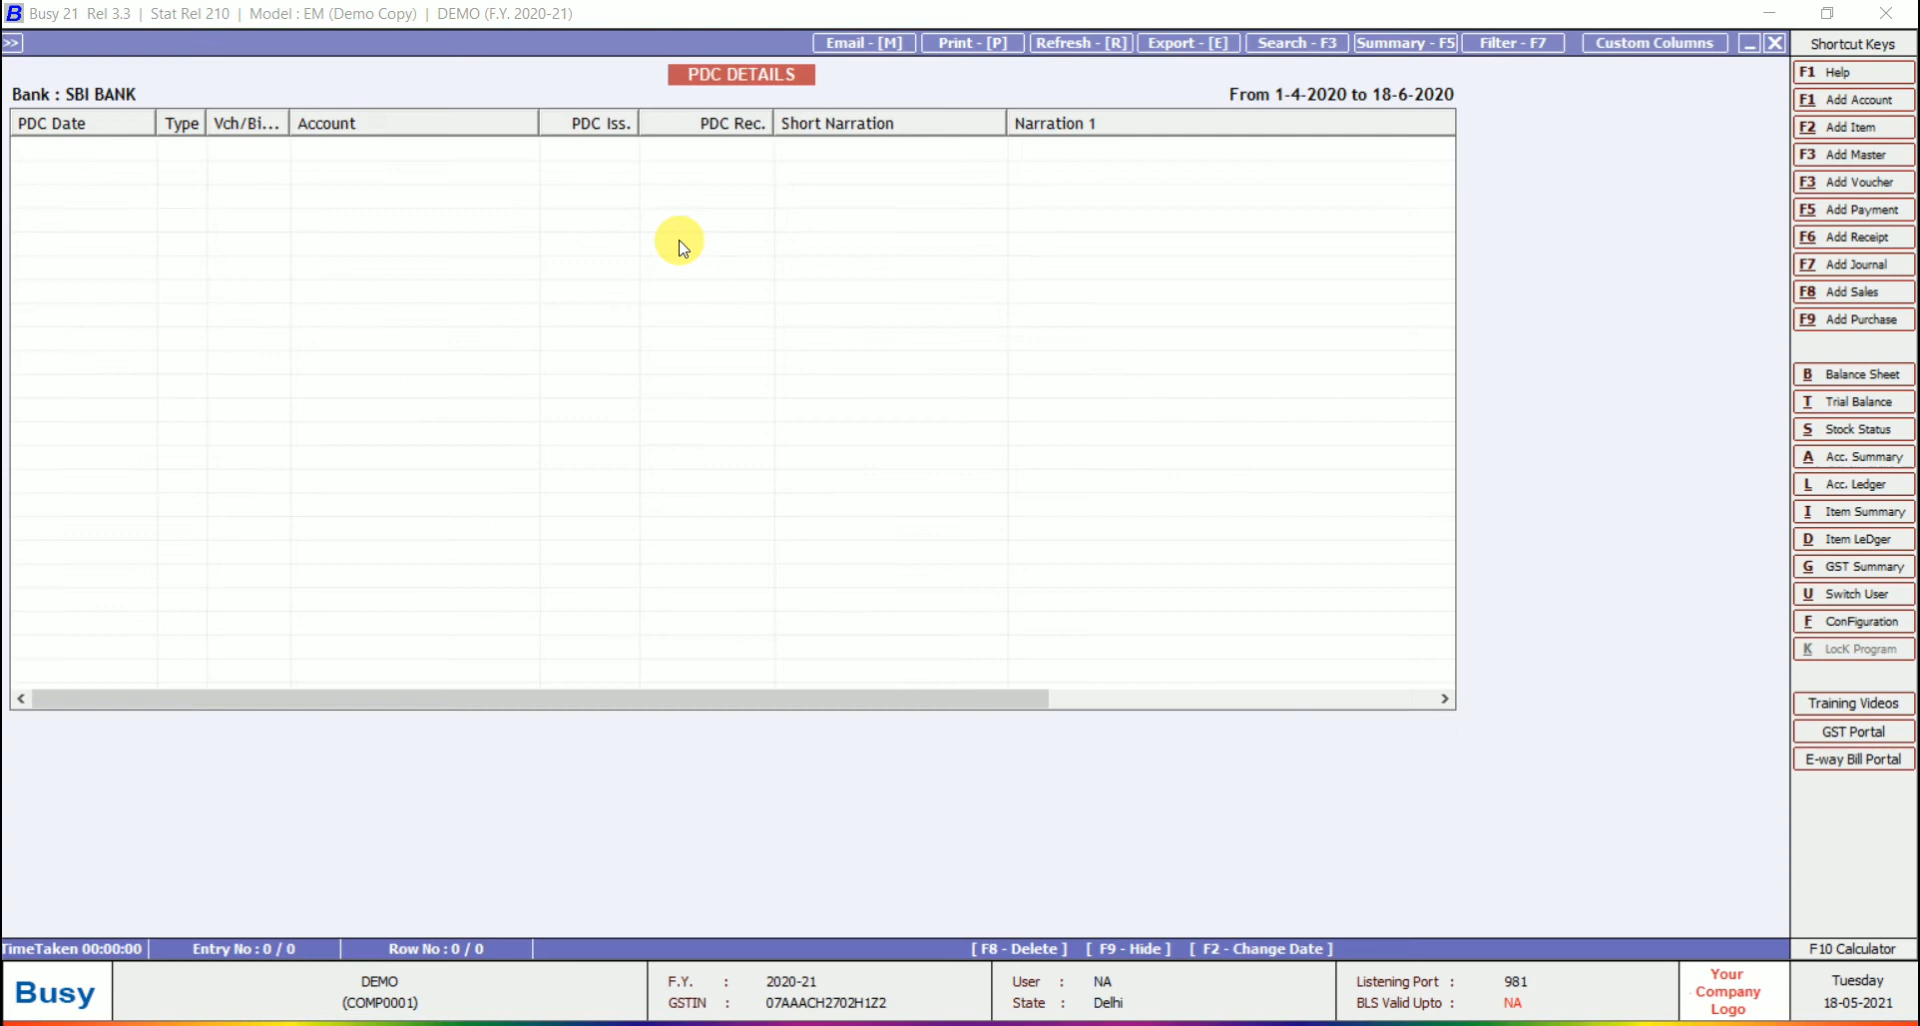 B Busy 21 Rel 3.3 | Stat Rel 210 | Model : EM (Demo Copy) | DEMO (F.Y. 2020-21)
>> Email - [M] Print - [P] Refresh - [R] Export - [E] Search - F3 Summary - F5 Filter - F7 Custom Columns Shortcut Keys
PDC DETAILS
Bank : SBI BANK From 1-4-2020 to 18-6-2020
PDC Date Type Vch/Bi... Account PDC Iss. PDC Rec. Short Narration Narration 1
F1 Help
F1 Add Account
F2 Add Item
F3 Add Master
F3 Add Voucher
F5 Add Payment
F6 Add Receipt
F7 Add Journal
F8 Add Sales
F9 Add Purchase
B Balance Sheet
T Trial Balance
S Stock Status
A Acc. Summary
L Acc. Ledger
I Item Summary
D Item LeDger
G GST Summary
U Switch User
F ConFiguration
K LocK Program
Training Videos
GST Portal
E-way Bill Portal
TimeTaken 00:00:00 Entry No : 0 / 0 Row No : 0 / 0 [ F8 - Delete ] [ F9 - Hide ] [ F2 - Change Date ] F10 Calculator
Busy
DEMO
(COMP0001)
F.Y. : 2020-21
GSTIN : 07AAACH2702H1Z2
User : NA
State : Delhi
Listening Port : 981
BLS Valid Upto : NA
Your
Company
Logo
Tuesday
18-05-2021